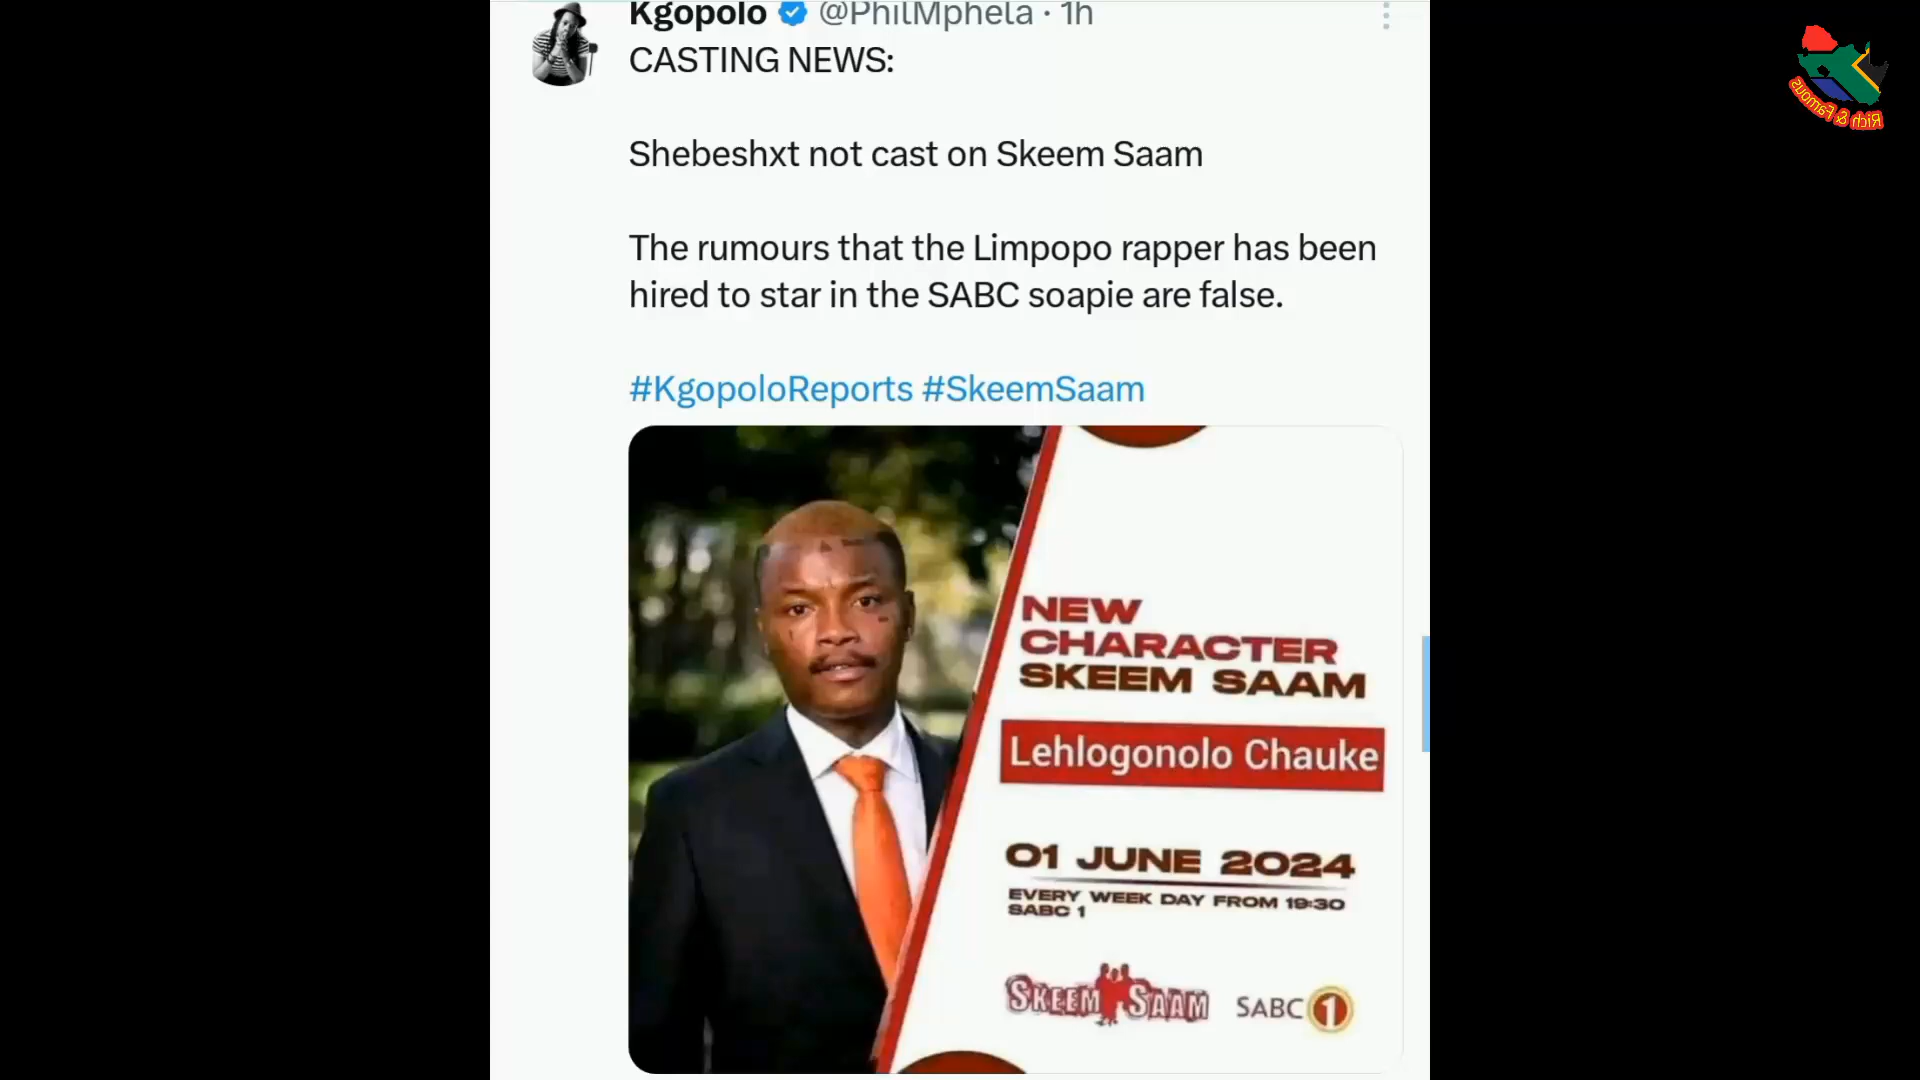 Kgopolo @PhilMphela · 1h
CASTING NEWS:
Shebeshxt not cast on Skeem Saam
The rumours that the Limpopo rapper has been
hired to star in the SABC soapie are false.
#KgopoloReports #SkeemSaam
NEW
CHARACTER
SKEEM SAAM
Lehlogonolo Chauke
01 JUNE 2024
EVERY WEEK DAY FROM 19:30
SABC 1
SKEEM SAAM
SABC 1
Rich & Famous